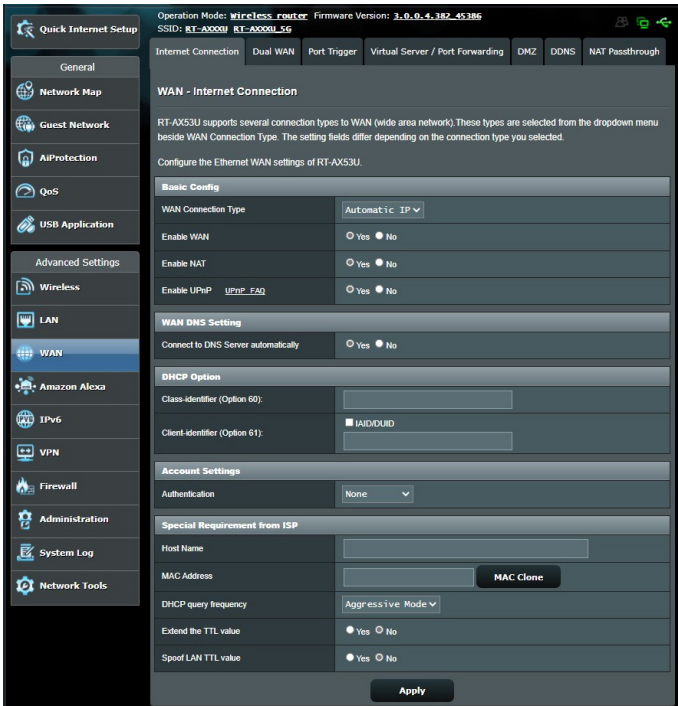 Quick Internet Setup
Operation Mode: Wireless router Firmware Version: 3.0.0.4.382_45386
SSID: RT-AXXXU RT-AXXXU_5G
General
Network Map
Guest Network
AiProtection
QoS
USB Application
Advanced Settings
Wireless
LAN
WAN
Amazon Alexa
IPv6
VPN
Firewall
Administration
System Log
Network Tools
Internet Connection Dual WAN Port Trigger Virtual Server / Port Forwarding DMZ DDNS NAT Passthrough
WAN - Internet Connection
RT-AX53U supports several connection types to WAN (wide area network).These types are selected from the dropdown menu
beside WAN Connection Type. The setting fields differ depending on the connection type you selected.
Configure the Ethernet WAN settings of RT-AX53U.
Basic Config
WAN Connection Type Automatic IP
Enable WAN Yes No
Enable NAT Yes No
Enable UPnP UPnP FAQ Yes No
WAN DNS Setting
Connect to DNS Server automatically Yes No
DHCP Option
Class-identifier (Option 60):
Client-identifier (Option 61): IAID/DUID
Account Settings
Authentication None
Special Requirement from ISP
Host Name
MAC Address MAC Clone
DHCP query frequency Aggressive Mode
Extend the TTL value Yes No
Spoof LAN TTL value Yes No
Apply